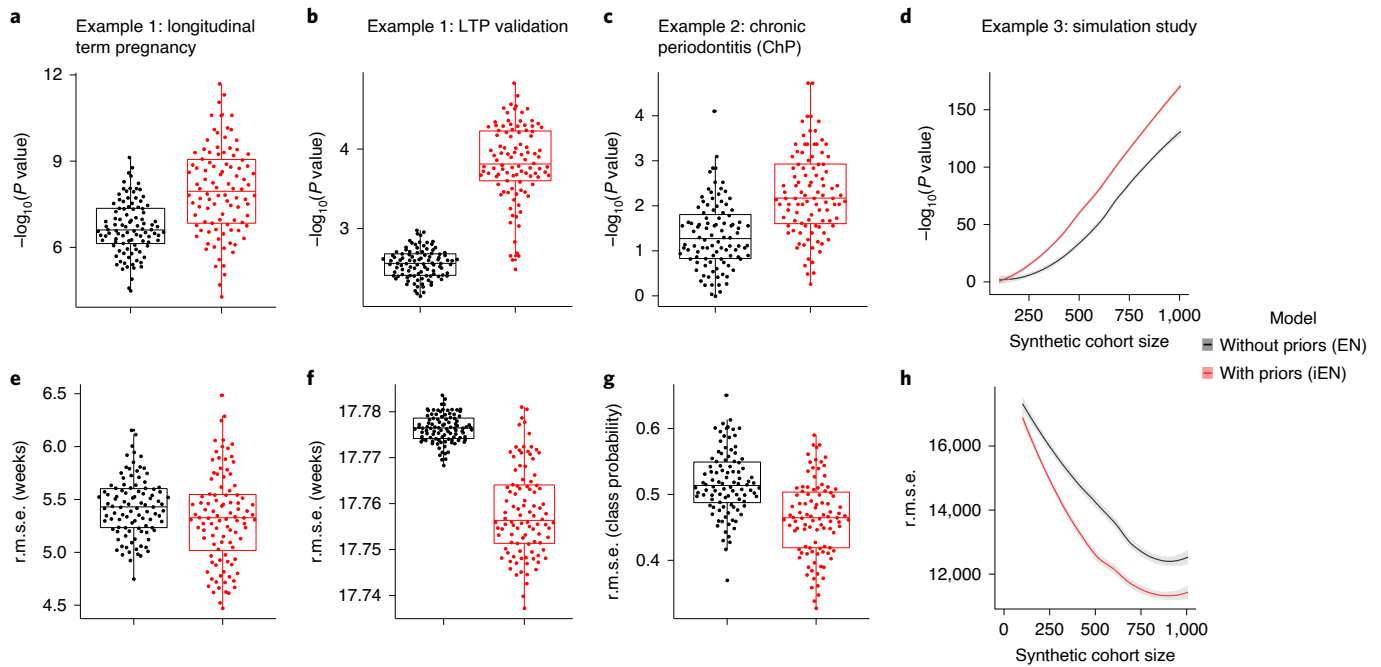 a
Example 1: longitudinal
term pregnancy
–log₁₀(P value)
12
9
6
b
Example 1: LTP validation
–log₁₀(P value)
4
3
c
Example 2: chronic
periodontitis (ChP)
–log₁₀(P value)
4
3
2
1
0
d
Example 3: simulation study
–log₁₀(P value)
150
100
50
0
250 500 750 1,000
Synthetic cohort size
Model
Without priors (EN)
With priors (iEN)
e
r.m.s.e. (weeks)
6.5
6.0
5.5
5.0
4.5
f
r.m.s.e. (weeks)
17.78
17.77
17.76
17.75
17.74
g
r.m.s.e. (class probability)
0.6
0.5
0.4
h
r.m.s.e.
16,000
14,000
12,000
0 250 500 750 1,000
Synthetic cohort size